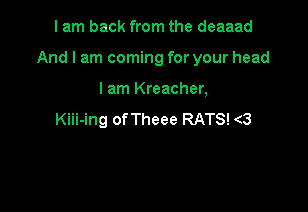 I am back from the deaaad
And I am coming for your head
I am Kreacher,
Kiii-ing of Theee RATS! <3